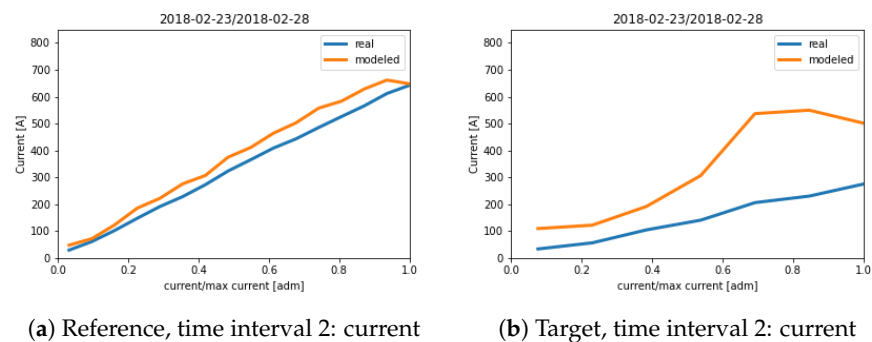 2018-02-23/2018-02-28
800
700
600
500
400
300
200
100
0
Current [A]
real
modeled
0.0 0.2 0.4 0.6 0.8 1.0
current/max current [adm]
(a) Reference, time interval 2: current
2018-02-23/2018-02-28
800
700
600
500
400
300
200
100
0
Current [A]
real
modeled
0.0 0.2 0.4 0.6 0.8 1.0
current/max current [adm]
(b) Target, time interval 2: current